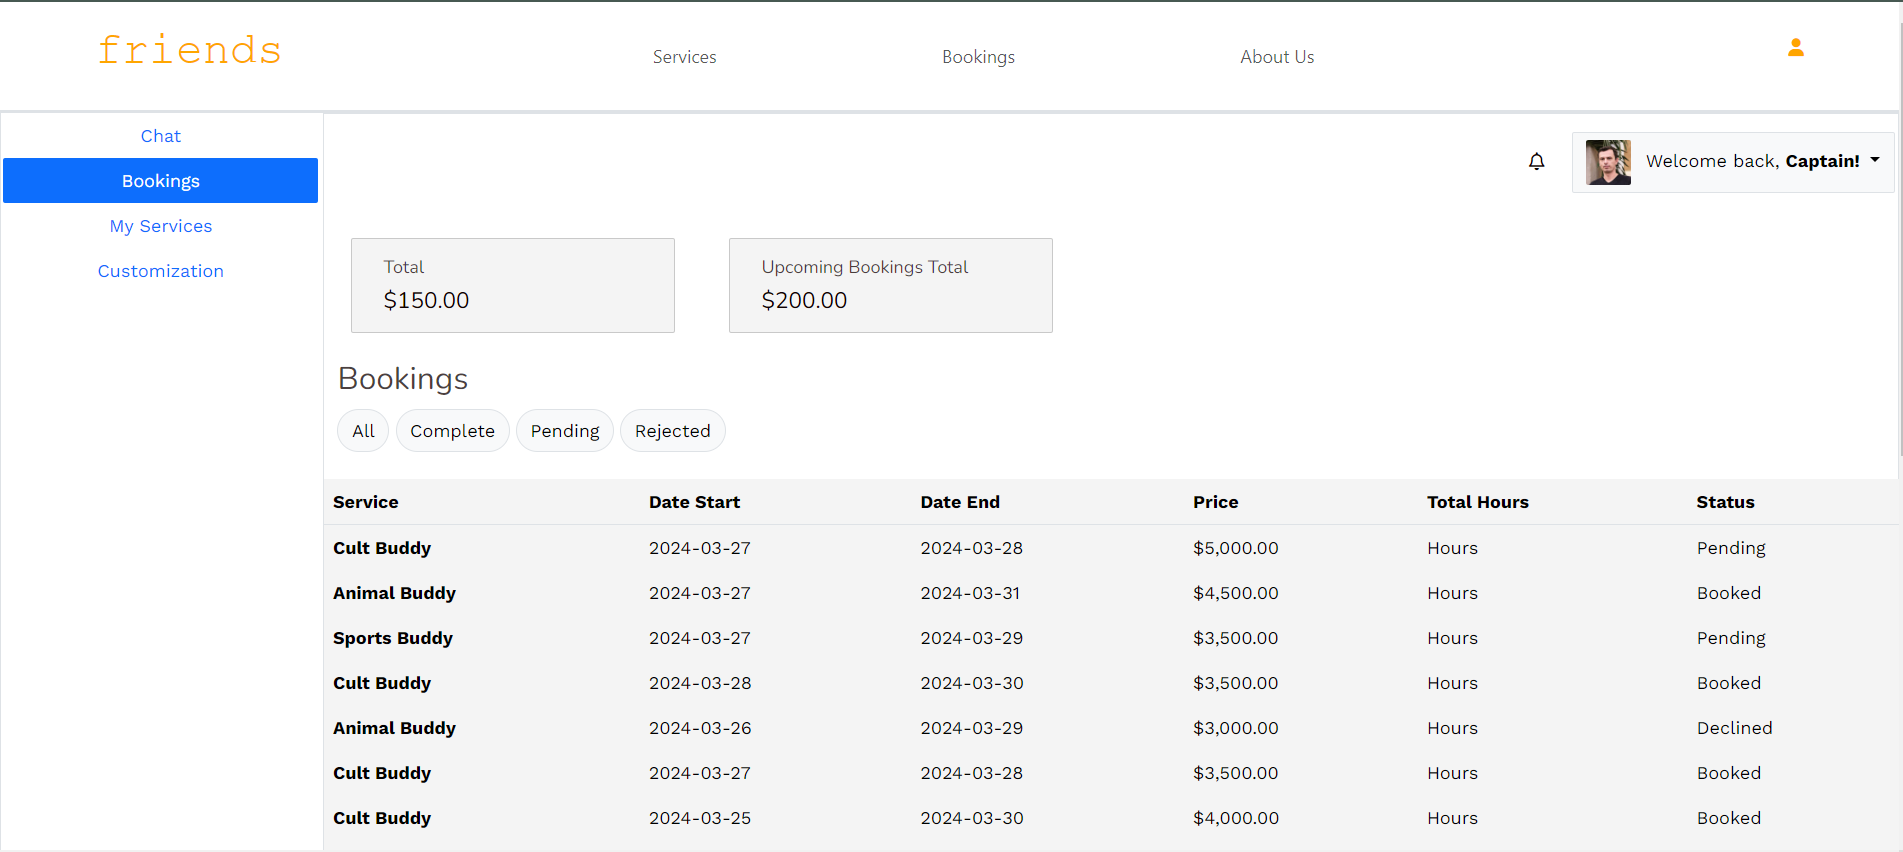 friends
Services Bookings About Us
Chat
Bookings
My Services
Customization
Welcome back, Captain!
Total
$150.00
Upcoming Bookings Total
$200.00
Bookings
All Complete Pending Rejected
Service Date Start Date End Price Total Hours Status
Cult Buddy 2024-03-27 2024-03-28 $5,000.00 Hours Pending
Animal Buddy 2024-03-27 2024-03-31 $4,500.00 Hours Booked
Sports Buddy 2024-03-27 2024-03-29 $3,500.00 Hours Pending
Cult Buddy 2024-03-28 2024-03-30 $3,500.00 Hours Booked
Animal Buddy 2024-03-26 2024-03-29 $3,000.00 Hours Declined
Cult Buddy 2024-03-27 2024-03-28 $3,500.00 Hours Booked
Cult Buddy 2024-03-25 2024-03-30 $4,000.00 Hours Booked